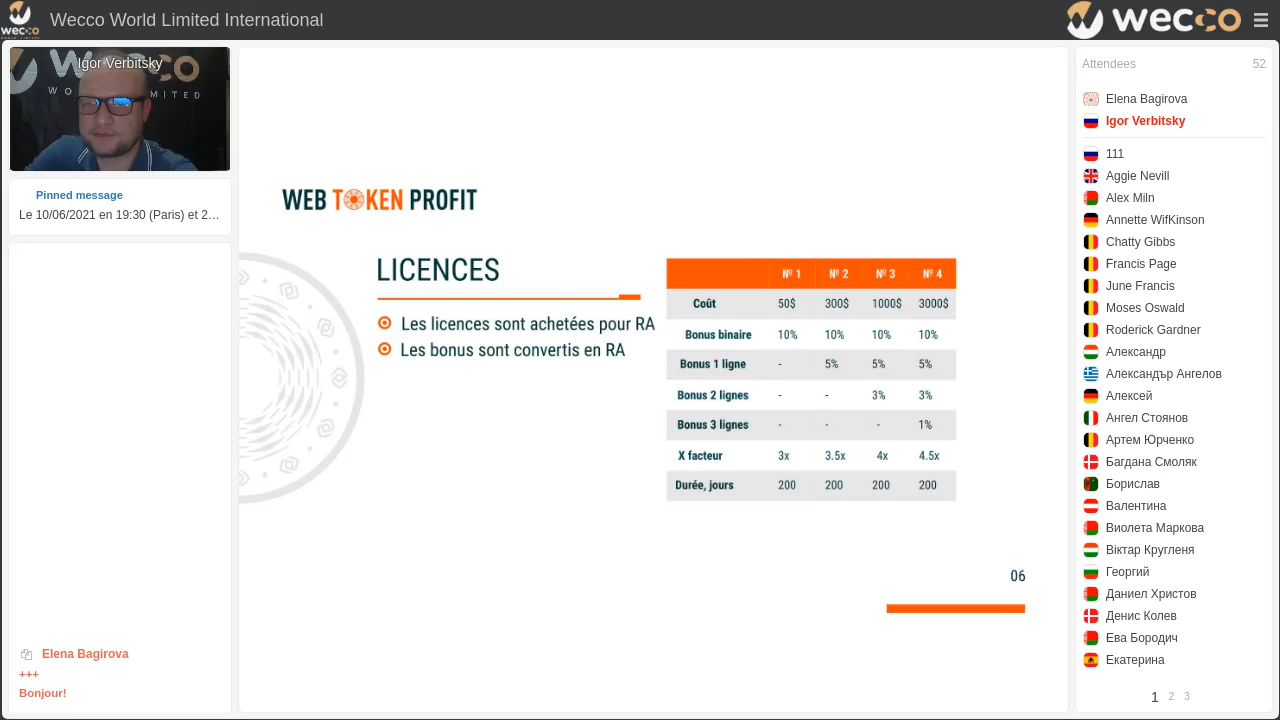 wecco
Wecco World Limited International
wecco
Igor Verbitsky
Pinned message
Le 10/06/2021 en 19:30 (Paris) et 2…
Elena Bagirova
+++
Bonjour!
WEB TOKEN PROFIT
LICENCES
Les licences sont achetées pour RA
Les bonus sont convertis en RA
№ 1 № 2 № 3 № 4
Coût 50$ 300$ 1000$ 3000$
Bonus binaire 10% 10% 10% 10%
Bonus 1 ligne - 5% 5% 5%
Bonus 2 lignes - - 3% 3%
Bonus 3 lignes - - - 1%
X facteur 3x 3.5x 4x 4.5x
Durée, jours 200 200 200 200
06
Attendees 52
Elena Bagirova
Igor Verbitsky
111
Aggie Nevill
Alex Miln
Annette WifKinson
Chatty Gibbs
Francis Page
June Francis
Moses Oswald
Roderick Gardner
Александр
Александър Ангелов
Алексей
Ангел Стоянов
Артем Юрченко
Багдана Смоляк
Борислав
Валентина
Виолета Маркова
Віктар Кругленя
Георгий
Даниел Христов
Денис Колев
Ева Бородич
Екатерина
1 2 3